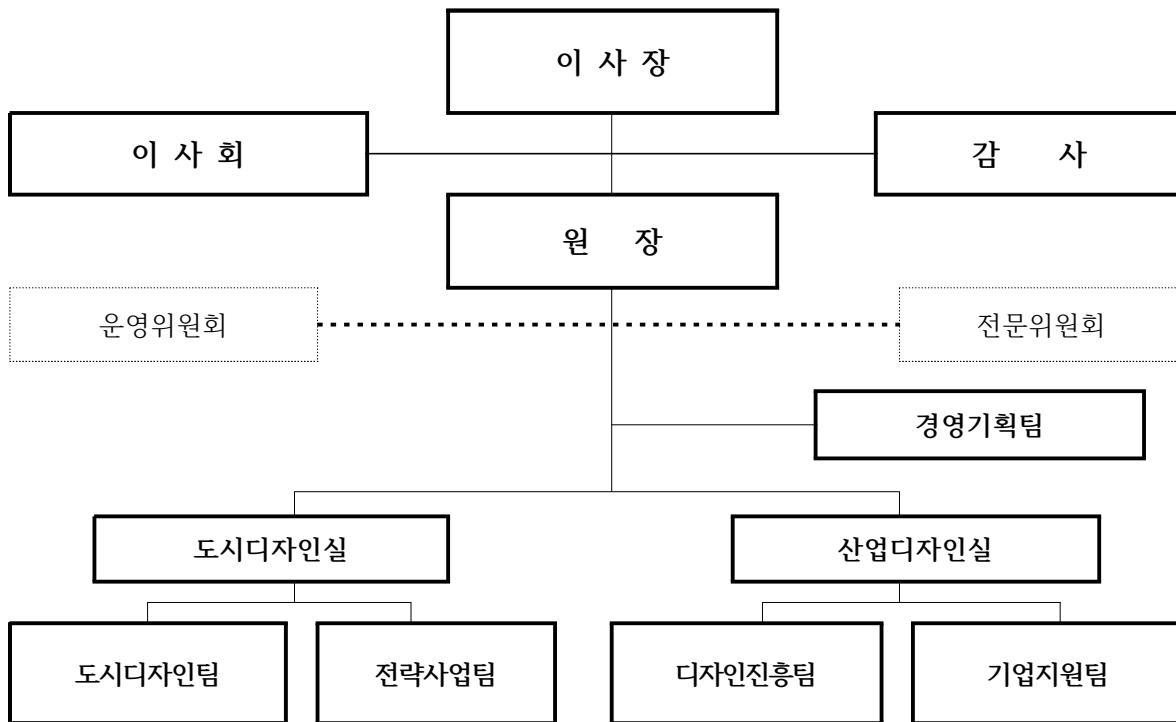 이 사 장
이 사 회
감 사
원 장
운영위원회
전문위원회
경영기획팀
도시디자인실
산업디자인실
도시디자인팀
전략사업팀
디자인진흥팀
기업지원팀